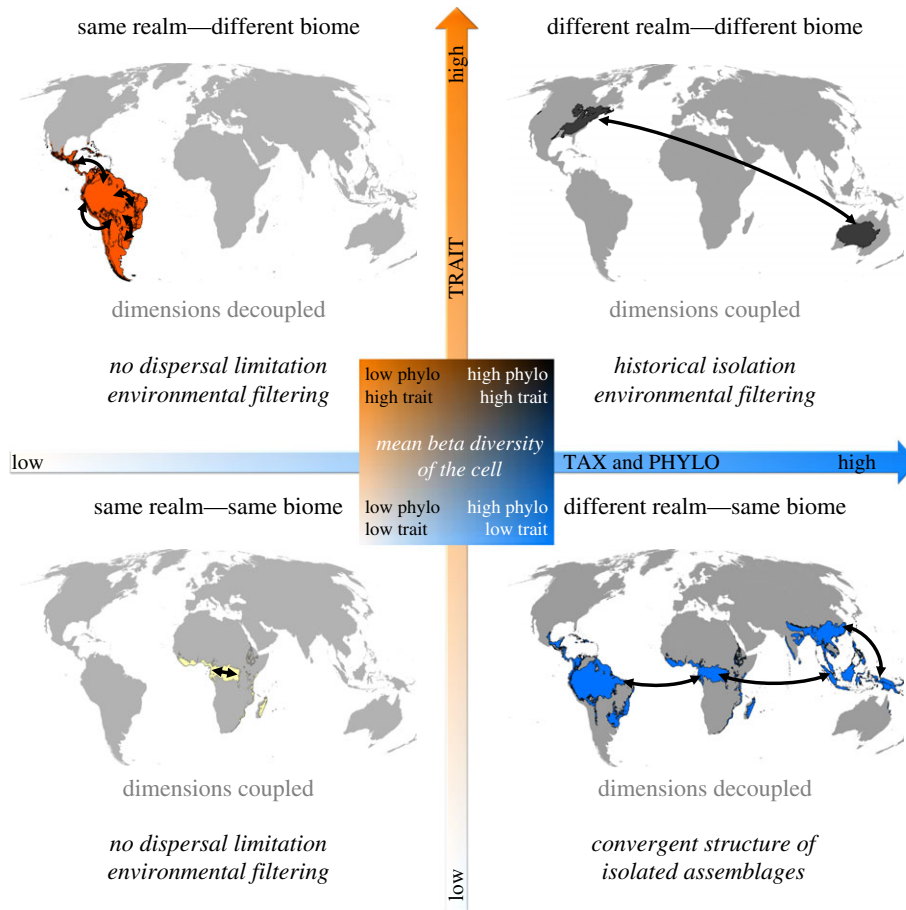 same realm—different biome
different realm—different biome
high
TRAIT
dimensions decoupled
dimensions coupled
no dispersal limitation
environmental filtering
historical isolation
environmental filtering
low phylo
high trait
high phylo
high trait
mean beta diversity
of the cell
low
TAX and PHYLO
high
low phylo
low trait
high phylo
low trait
same realm—same biome
different realm—same biome
dimensions coupled
dimensions decoupled
no dispersal limitation
environmental filtering
convergent structure of
isolated assemblages
low